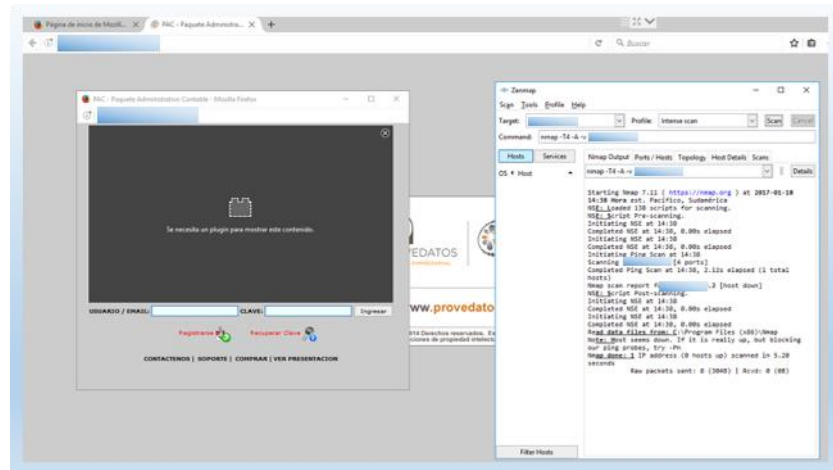 Página de inicio de Mozill...
PAC - Paquete Administra...
Buscar
PAC - Paquete Administrativo Contable - Mozilla Firefox
Se necesita un plugin para mostrar este contenido.
USUARIO / EMAIL:
CLAVE:
Ingresar
Registrarse
Recuperar Clave
CONTACTENOS | SOPORTE | COMPRAR | VER PRESENTACION
VEDATOS
ww.provedato
014 Derechos reservados.
ciones de propiedad intelect
Zenmap
Scan Tools Profile Help
Target:
Profile: Intense scan
Scan
Cancel
Command: nmap -T4 -A -v
Hosts
Services
Nmap Output Ports / Hosts Topology Host Details Scans
OS Host
nmap -T4 -A -v
Details
Starting Nmap 7.11 ( https://nmap.org ) at 2017-01-18
14:38 Hora est. Pacífico, Sudamérica
NSE: Loaded 138 scripts for scanning.
NSE: Script Pre-scanning.
Initiating NSE at 14:38
Completed NSE at 14:38, 0.00s elapsed
Initiating NSE at 14:38
Completed NSE at 14:38, 0.00s elapsed
Initiating Ping Scan at 14:38
Scanning [4 ports]
Completed Ping Scan at 14:38, 2.12s elapsed (1 total
hosts)
Nmap scan report f .2 [host down]
NSE: Script Post-scanning.
Initiating NSE at 14:38
Completed NSE at 14:38, 0.00s elapsed
Initiating NSE at 14:38
Completed NSE at 14:38, 0.00s elapsed
Read data files from: C:\Program Files (x86)\Nmap
Note: Host seems down. If it is really up, but blocking
our ping probes, try -Pn
Nmap done: 1 IP address (0 hosts up) scanned in 5.20
seconds
Raw packets sent: 8 (304B) | Rcvd: 0 (0B)
Filter Hosts